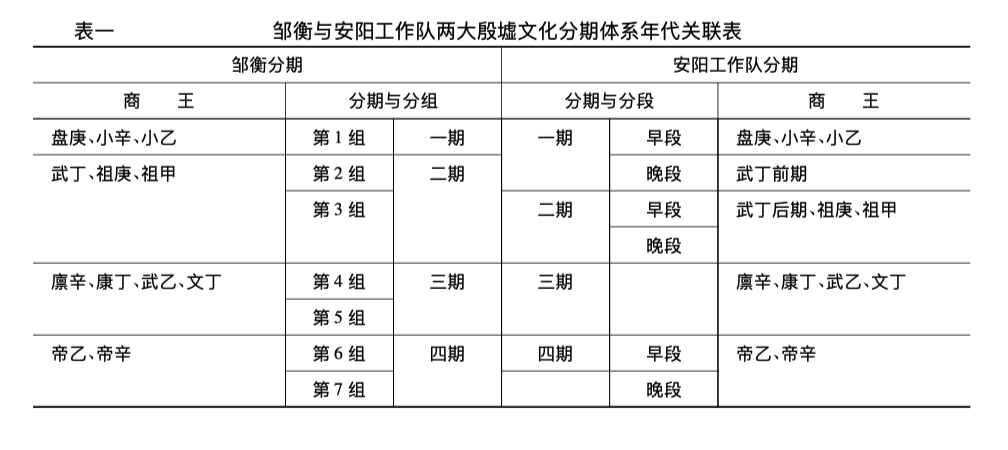 表一 邹衡与安阳工作队两大殷墟文化分期体系年代关联表
邹衡分期 安阳工作队分期
商 王 分期与分组 分期与分段 商 王
盘庚、小辛、小乙 第1组 一期 一期 早段 盘庚、小辛、小乙
武丁、祖庚、祖甲 第2组 二期 晚段 武丁前期
第3组 二期 早段 武丁后期、祖庚、祖甲
晚段
廪辛、康丁、武乙、文丁 第4组 三期 三期 廪辛、康丁、武乙、文丁
第5组
帝乙、帝辛 第6组 四期 四期 早段 帝乙、帝辛
第7组 晚段